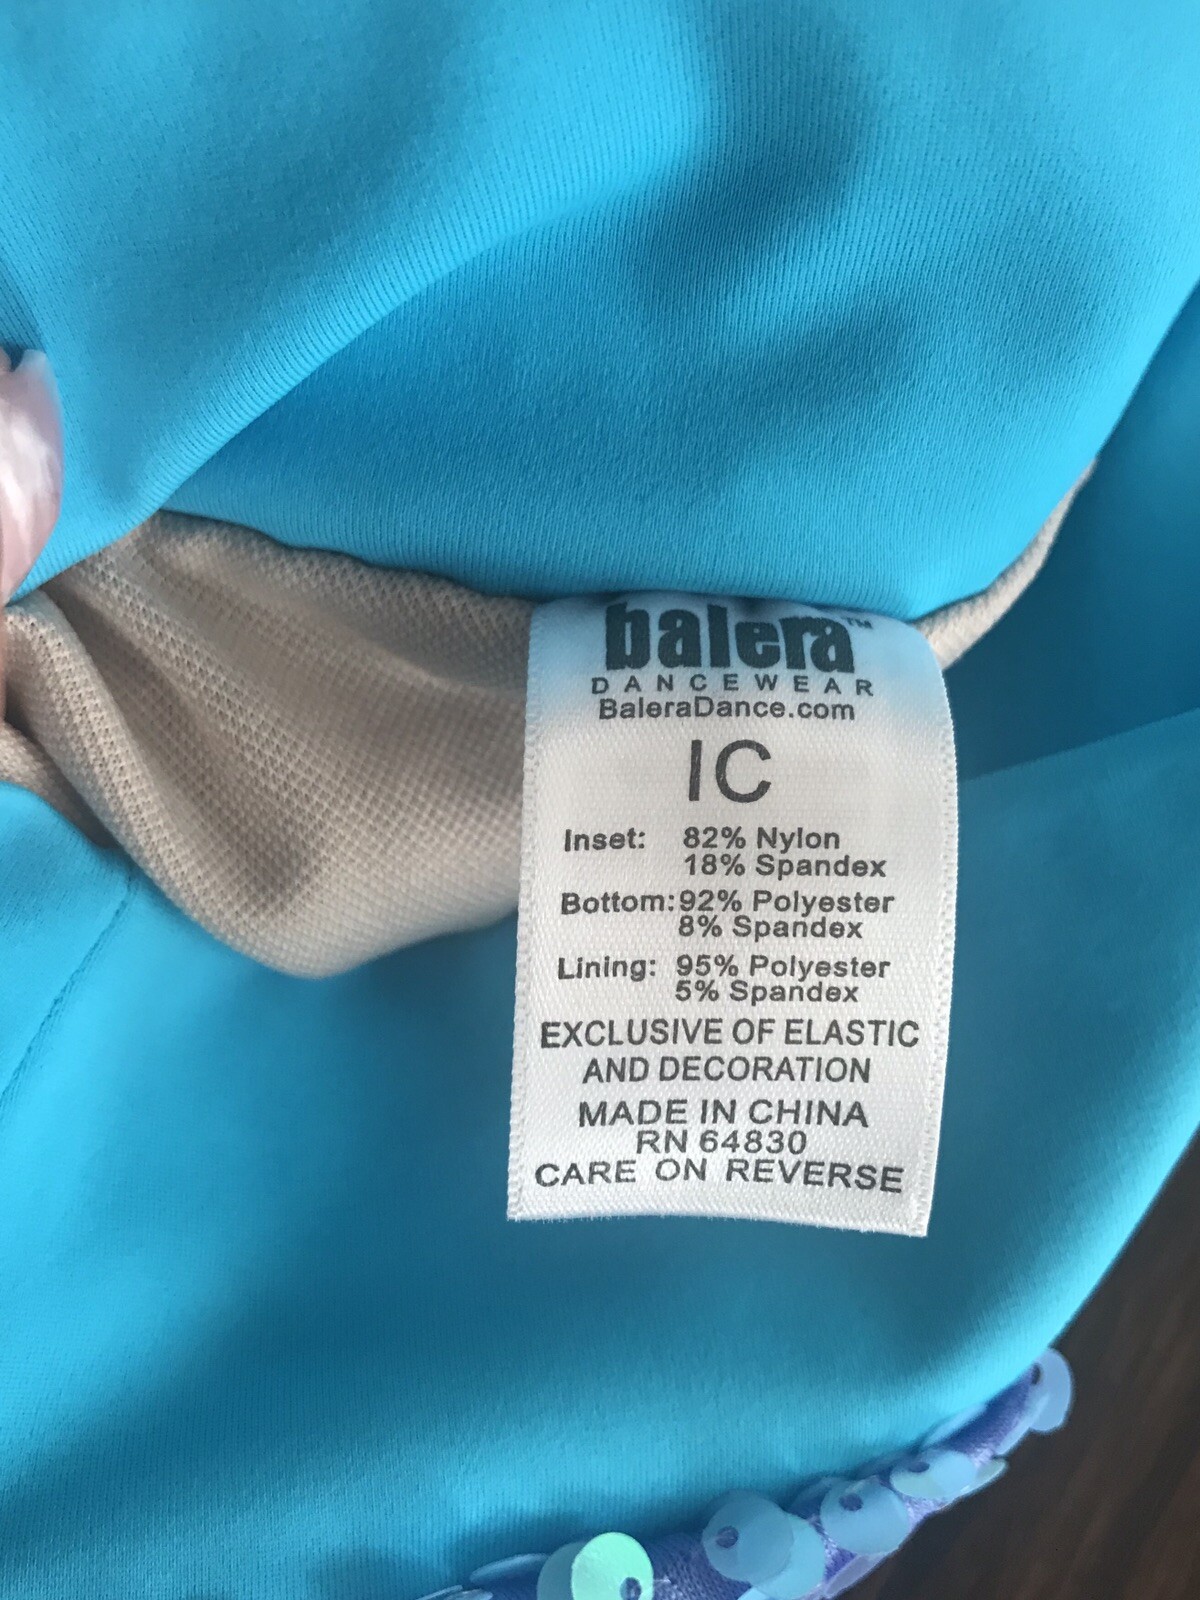 balera™
DANCEWEAR
BaleraDance.com
IC
Inset: 82% Nylon
18% Spandex
Bottom: 92% Polyester
8% Spandex
Lining: 95% Polyester
5% Spandex
EXCLUSIVE OF ELASTIC
AND DECORATION
MADE IN CHINA
RN 64830
CARE ON REVERSE